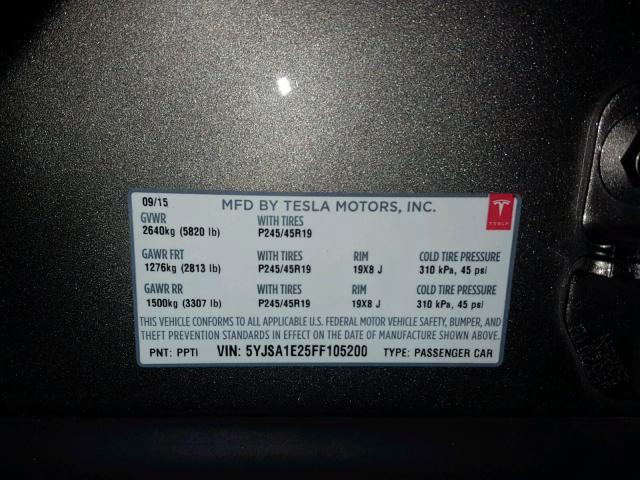 09/15 MFD BY TESLA MOTORS, INC.
GVWR WITH TIRES
2640kg (5820 lb) P245/45R19
TESLA
GAWR FRT WITH TIRES RIM COLD TIRE PRESSURE
1276kg (2813 lb) P245/45R19 19X8 J 310 kPa, 45 psi
GAWR RR WITH TIRES RIM COLD TIRE PRESSURE
1500kg (3307 lb) P245/45R19 19X8 J 310 kPa, 45 psi
THIS VEHICLE CONFORMS TO ALL APPLICABLE U.S. FEDERAL MOTOR VEHICLE SAFETY, BUMPER, AND
THEFT PREVENTION STANDARDS IN EFFECT ON THE DATE OF MANUFACTURE SHOWN ABOVE.
PNT: PPTI VIN: 5YJSA1E25FF105200 TYPE: PASSENGER CAR